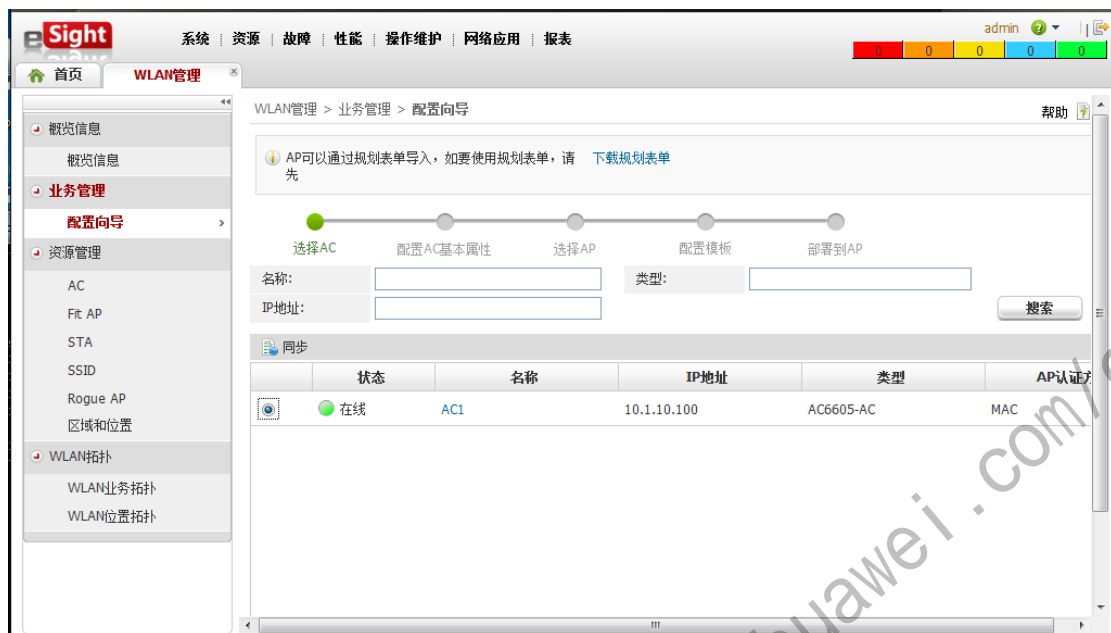 eSight
系统 | 资源 | 故障 | 性能 | 操作维护 | 网络应用 | 报表
admin
0 0 0 0 0
首页
WLAN管理
概览信息
概览信息
业务管理
配置向导
资源管理
AC
Fit AP
STA
SSID
Rogue AP
区域和位置
WLAN拓扑
WLAN业务拓扑
WLAN位置拓扑
WLAN管理 > 业务管理 > 配置向导
帮助
AP可以通过规划表单导入，如要使用规划表单，请 下载规划表单
先
选择AC 配置AC基本属性 选择AP 配置模板 部署到AP
名称: 类型:
IP地址: 搜索
同步
状态 名称 IP地址 类型 AP认证方
在线 AC1 10.1.10.100 AC6605-AC MAC
huawei.com/